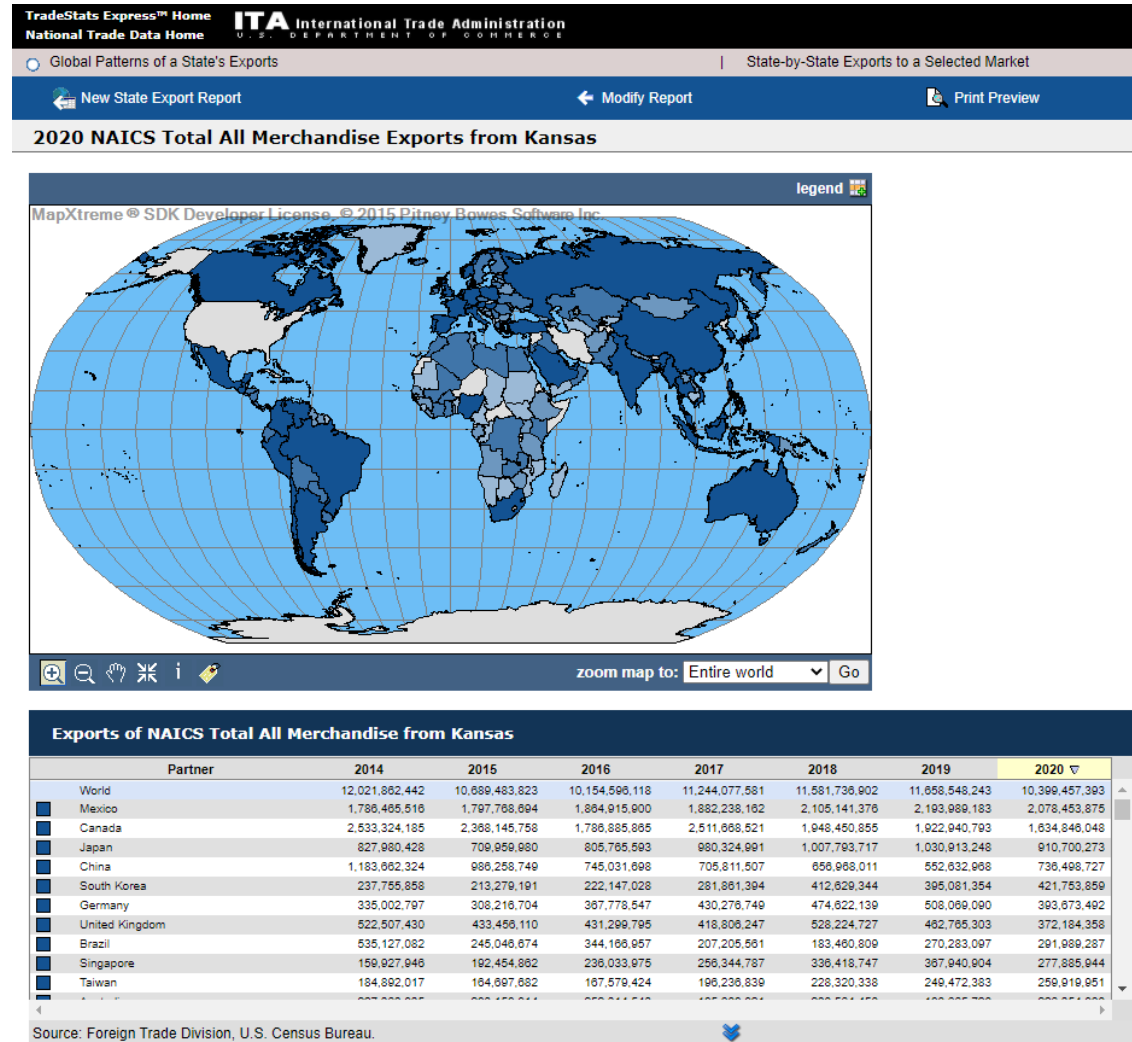 TradeStats Express™ Home
National Trade Data Home
ITA International Trade Administration
U.S. DEPARTMENT OF COMMERCE
Global Patterns of a State's Exports | State-by-State Exports to a Selected Market
New State Export Report Modify Report Print Preview
2020 NAICS Total All Merchandise Exports from Kansas
legend
MapXtreme ® SDK Developer License. © 2015 Pitney Bowes Software Inc.
i zoom map to: Entire world Go
Exports of NAICS Total All Merchandise from Kansas
Partner 2014 2015 2016 2017 2018 2019 2020
World 12,021,862,442 10,689,483,823 10,154,596,118 11,244,077,581 11,581,736,902 11,658,548,243 10,399,457,393
Mexico 1,786,465,516 1,797,768,694 1,864,915,900 1,882,238,162 2,105,141,376 2,193,989,183 2,078,453,875
Canada 2,533,324,185 2,368,145,758 1,786,885,865 2,511,668,521 1,948,450,855 1,922,940,793 1,634,846,048
Japan 827,980,428 709,959,980 805,765,593 980,324,991 1,007,793,717 1,030,913,248 910,700,273
China 1,183,662,324 986,258,749 745,031,698 705,811,507 656,968,011 552,632,968 736,498,727
South Korea 237,755,858 213,279,191 222,147,028 281,861,394 412,629,344 395,081,354 421,753,859
Germany 335,002,797 308,216,704 367,778,547 430,276,749 474,622,139 508,069,090 393,673,492
United Kingdom 522,507,430 433,456,110 431,299,795 418,806,247 528,224,727 462,765,303 372,184,358
Brazil 535,127,082 245,046,674 344,166,957 207,205,561 183,460,809 270,283,097 291,989,287
Singapore 159,927,946 192,454,862 236,033,975 256,344,787 336,418,747 367,940,904 277,885,944
Taiwan 184,892,017 164,697,682 167,579,424 196,236,839 228,320,338 249,472,383 259,919,951
Source: Foreign Trade Division, U.S. Census Bureau.